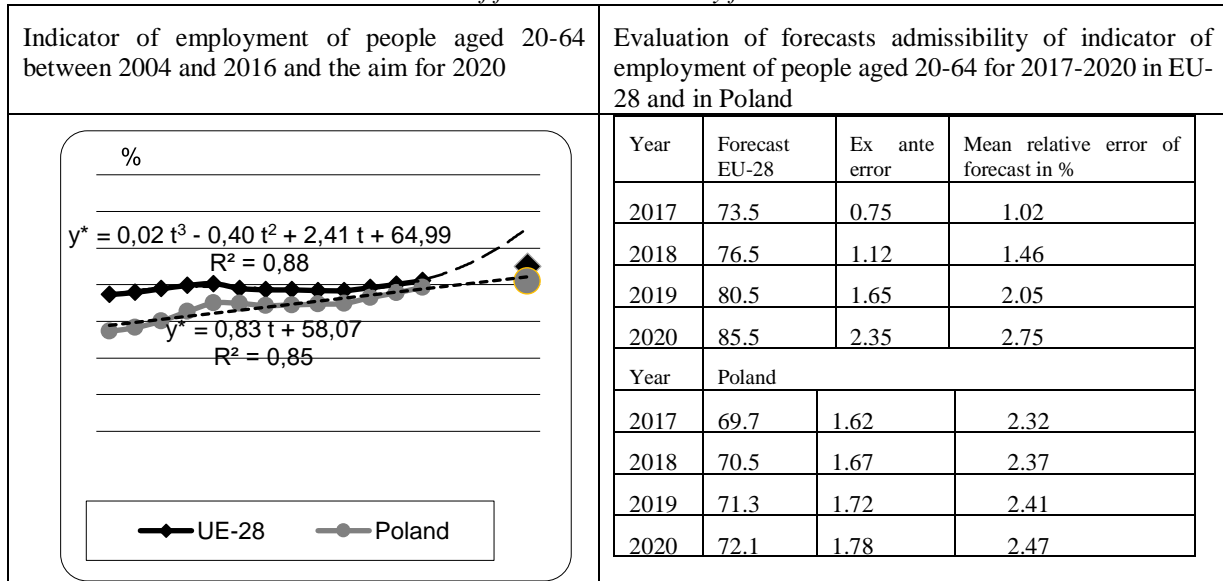 Indicator of employment of people aged 20-64
between 2004 and 2016 and the aim for 2020
Evaluation of forecasts admissibility of indicator of
employment of people aged 20-64 for 2017-2020 in EU-
28 and in Poland
%
y* = 0,02 t³ - 0,40 t² + 2,41 t + 64,99
R² = 0,88
y* = 0,83 t + 58,07
R² = 0,85
UE-28 Poland
Year Forecast Ex ante Mean relative error of
EU-28 error forecast in %
2017 73.5 0.75 1.02
2018 76.5 1.12 1.46
2019 80.5 1.65 2.05
2020 85.5 2.35 2.75
Year Poland
2017 69.7 1.62 2.32
2018 70.5 1.67 2.37
2019 71.3 1.72 2.41
2020 72.1 1.78 2.47